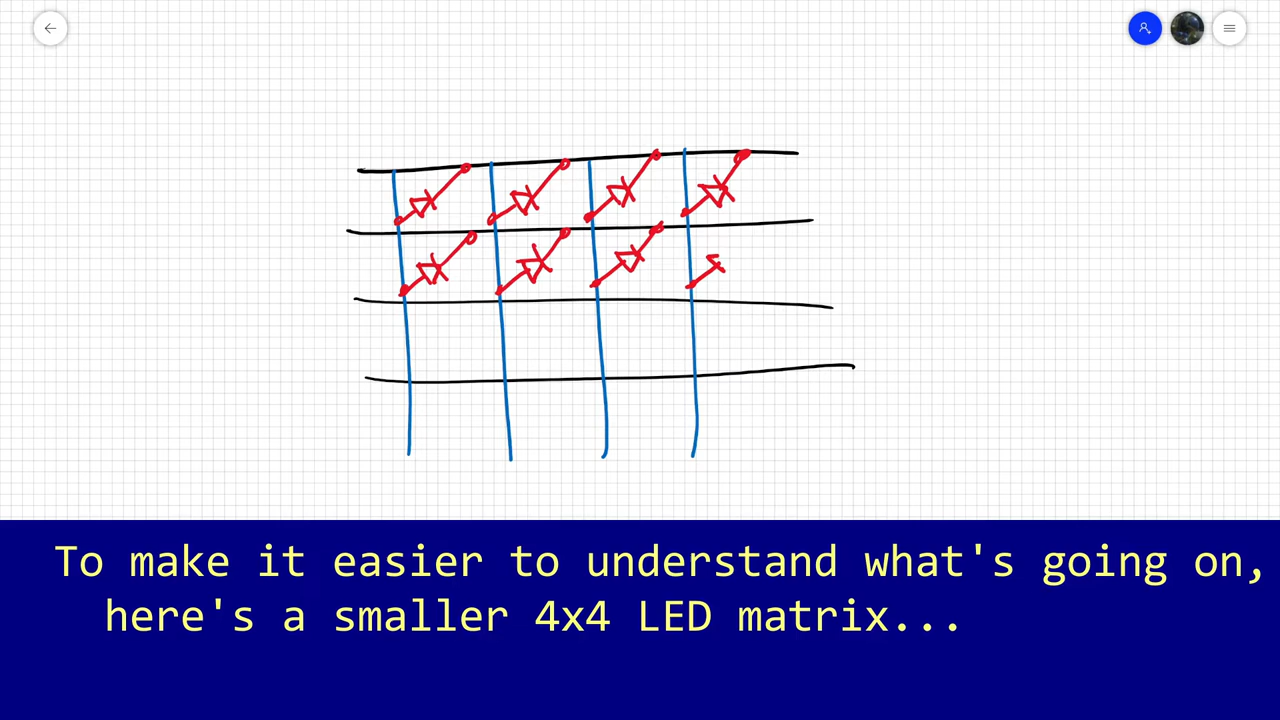 To make it easier to understand what's going on,
here's a smaller 4x4 LED matrix...